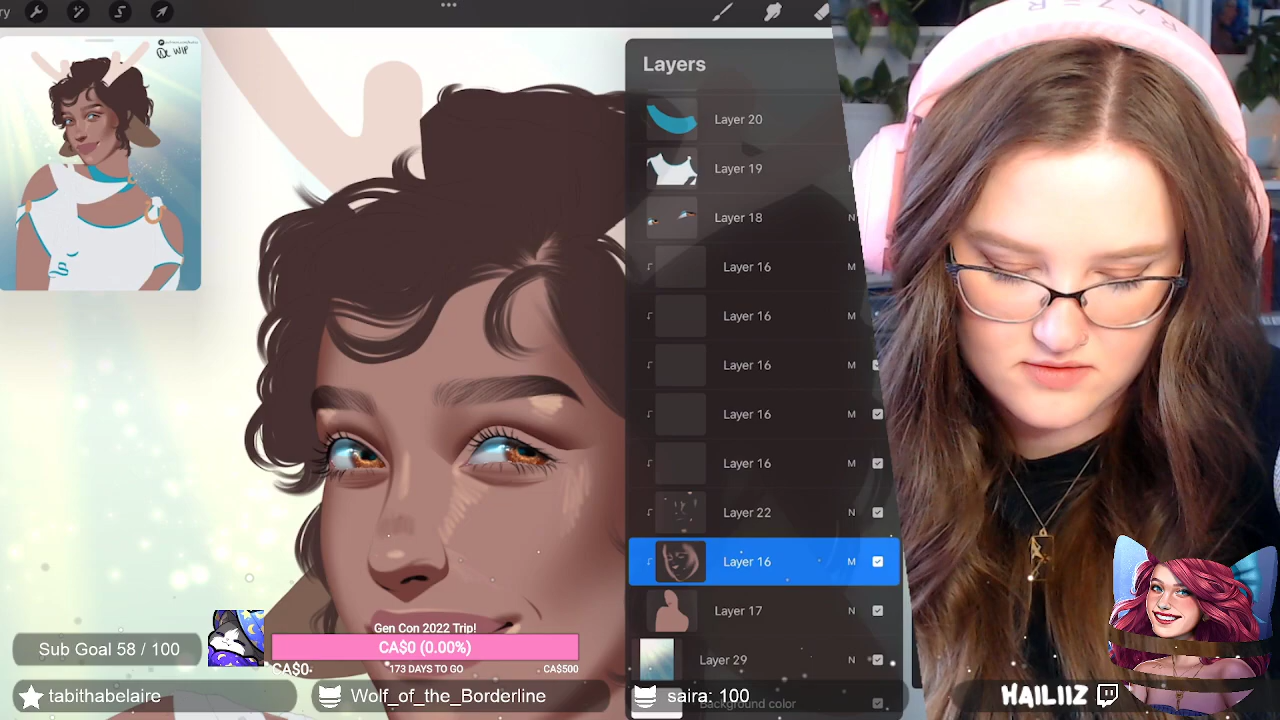 ry
WIP
Layers
Layer 20
Layer 19
Layer 18
N
Layer 16
M
Layer 16
M
Layer 16
M
Layer 16
M
Layer 16
M
Layer 22
N
Layer 16
M
Layer 17
N
Layer 29
N
Background color
RAZER
Gen Con 2022 Trip!
CA$0 (0.00%)
CA$0
173 DAYS TO GO
CA$500
Sub Goal 58 / 100
tabithabelaire
Wolf_of_the_Borderline
saira: 100
HAILIIZ